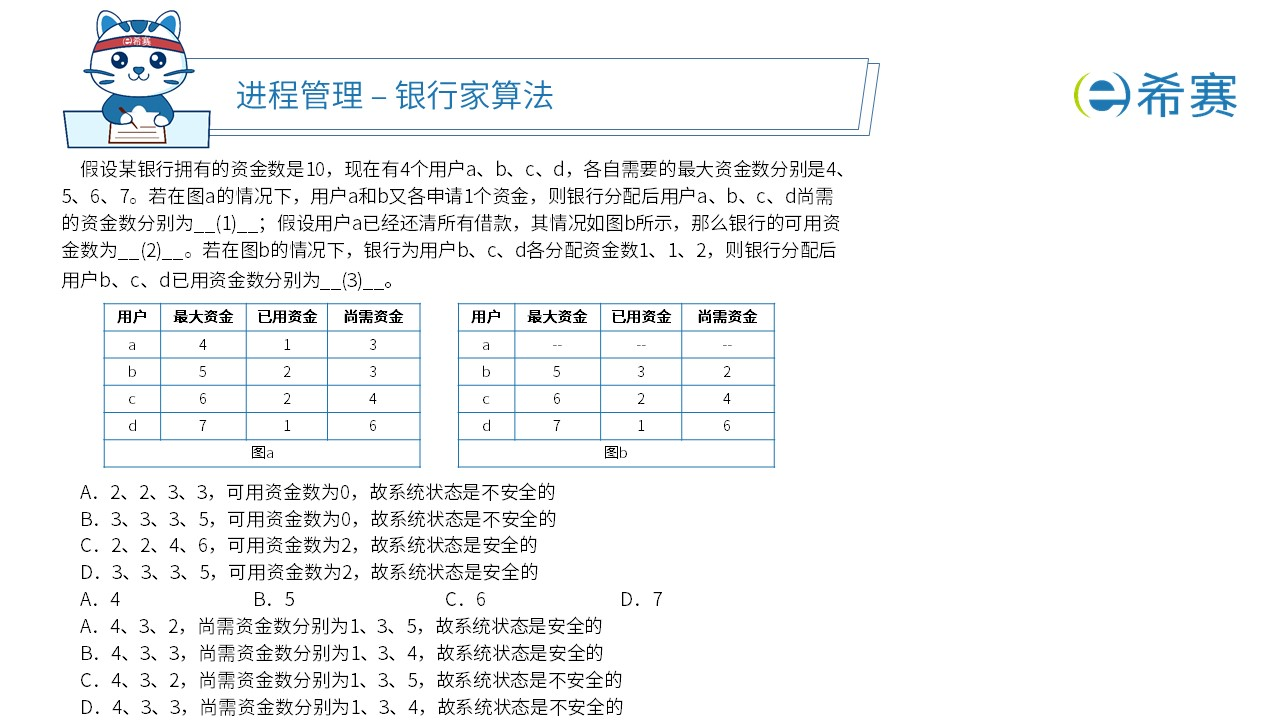 希赛
进程管理 – 银行家算法
希赛
假设某银行拥有的资金数是10，现在有4个用户a、b、c、d，各自需要的最大资金数分别是4、
5、6、7。若在图a的情况下，用户a和b又各申请1个资金，则银行分配后用户a、b、c、d尚需
的资金数分别为__(1)__；假设用户a已经还清所有借款，其情况如图b所示，那么银行的可用资
金数为__(2)__。若在图b的情况下，银行为用户b、c、d各分配资金数1、1、2，则银行分配后
用户b、c、d已用资金数分别为__(3)__。
用户 最大资金 已用资金 尚需资金
a 4 1 3
b 5 2 3
c 6 2 4
d 7 1 6
图a
用户 最大资金 已用资金 尚需资金
a -- -- --
b 5 3 2
c 6 2 4
d 7 1 6
图b
A．2、2、3、3，可用资金数为0，故系统状态是不安全的
B．3、3、3、5，可用资金数为0，故系统状态是不安全的
C．2、2、4、6，可用资金数为2，故系统状态是安全的
D．3、3、3、5，可用资金数为2，故系统状态是安全的
A．4 B．5 C．6 D．7
A．4、3、2，尚需资金数分别为1、3、5，故系统状态是安全的
B．4、3、3，尚需资金数分别为1、3、4，故系统状态是安全的
C．4、3、2，尚需资金数分别为1、3、5，故系统状态是不安全的
D．4、3、3，尚需资金数分别为1、3、4，故系统状态是不安全的